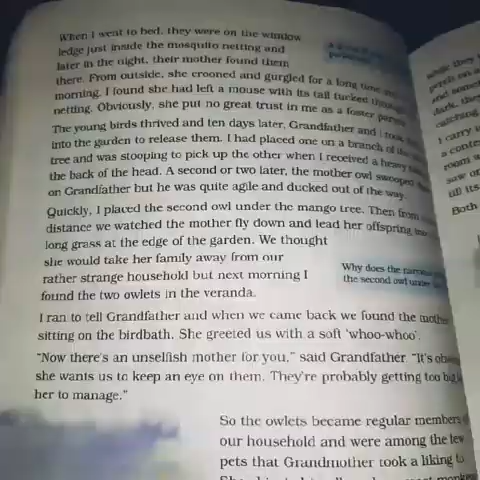 When I went to bed, they were on the window
ledge just inside the mosquito netting and
later in the night, their mother found them
there. From outside, she crooned and gurgled for a long time
morning, I found she had left a mouse with its tail tucked
netting. Obviously, she put no great trust in me as a foster
The young birds thrived and ten days later, Grandfather and I took
into the garden to release them. I had placed one on a branch of
tree and was stooping to pick up the other when I received a heavy
the back of the head. A second or two later, the mother owl swooped
on Grandfather but he was quite agile and ducked out of the way.
Quickly, I placed the second owl under the mango tree. Then from
distance we watched the mother fly down and lead her offspring
long grass at the edge of the garden. We thought
she would take her family away from our
rather strange household but next morning I
found the two owlets in the veranda.
Why does the
the second owl under
I ran to tell Grandfather and when we came back we found the
sitting on the birdbath. She greeted us with a soft ‘whoo-whoo’.
“Now there's an unselfish mother for you,” said Grandfather. “It's
she wants us to keep an eye on them. They're probably getting too big
her to manage.”
So the owlets became regular members
our household and were among the few
pets that Grandmother took a liking
while they
I carry
a
room
saw
till its
Both